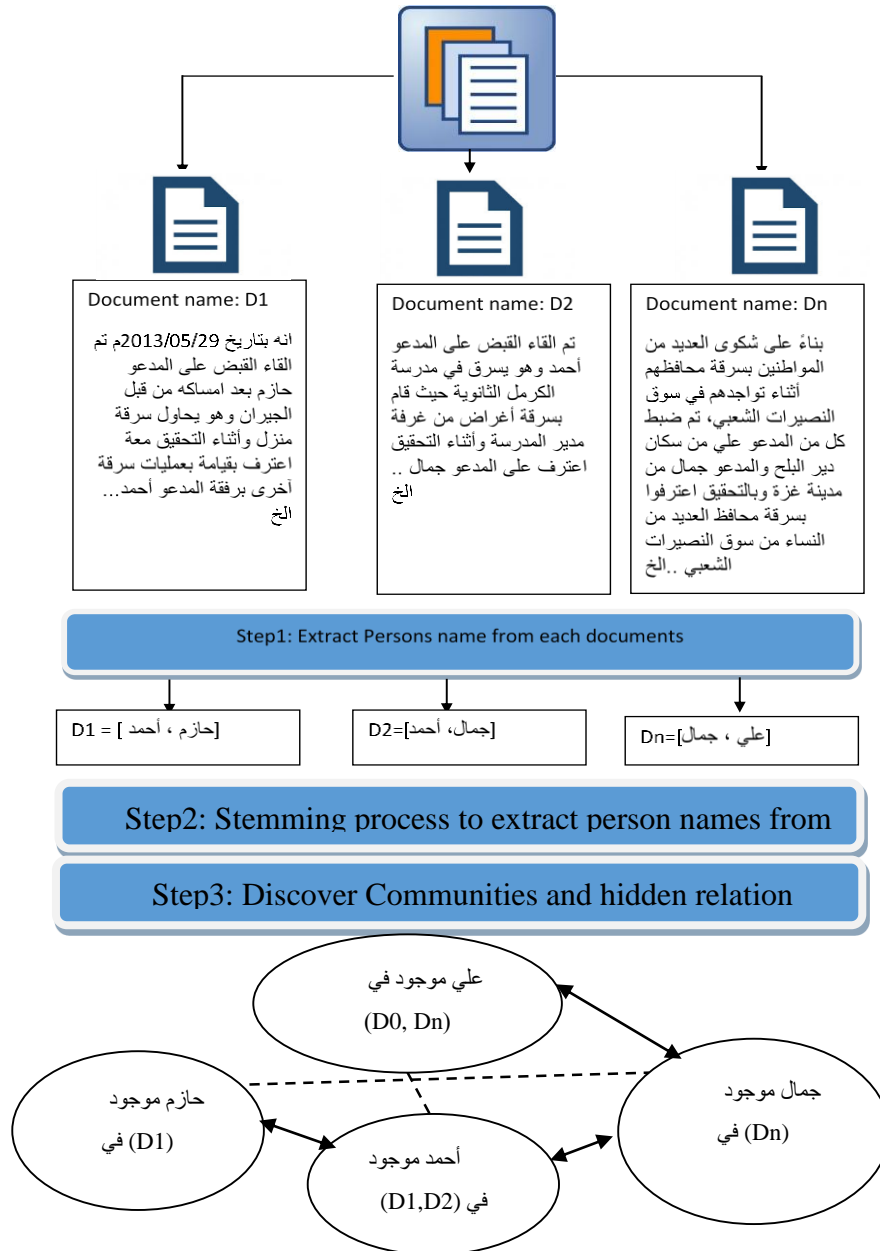 Document name: D1
انه بتاريخ 2013/05/29م تم
القاء القبض على المدعو
حازم بعد امساكه من قبل
الجيران وهو يحاول سرقة
منزل وأثناء التحقيق معة
اعترف بقيامة بعمليات سرقة
آخرى برفقة المدعو أحمد...
الخ
Document name: D2
تم القاء القبض على المدعو
أحمد وهو يسرق في مدرسة
الكرمل الثانوية حيث قام
بسرقة أغراض من غرفة
مدير المدرسة وأثناء التحقيق
اعترف على المدعو جمال ..
الخ
Document name: Dn
بناءً على شكوى العديد من
المواطنين بسرقة محافظهم
أثناء تواجدهم في سوق
النصيرات الشعبي، تم ضبط
كل من المدعو علي من سكان
دير البلح والمدعو جمال من
مدينة غزة وبالتحقيق اعترفوا
بسرقة محافظ العديد من
النساء من سوق النصيرات
الشعبي ..الخ
Step1: Extract Persons name from each documents
D1 = [ حازم ، أحمد]
D2=[جمال، أحمد]
Dn=[علي ، جمال]
Step2: Stemming process to extract person names from
Step3: Discover Communities and hidden relation
علي موجود في
(D0, Dn)
حازم موجود
في (D1)
أحمد موجود
في (D1,D2)
جمال موجود
في (Dn)